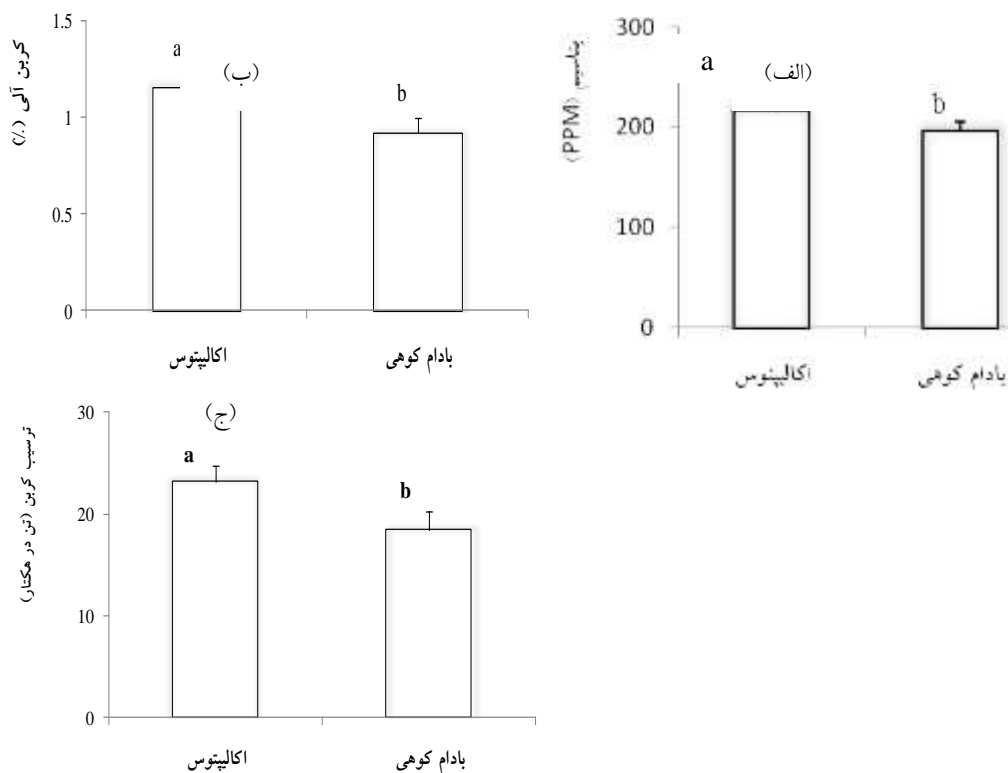 پتاسیم (PPM)
300
200
100
0
(الف)
a
b
اکالیپتوس
بادام کوهی
کربن آلی (٪)
1.5
1
0.5
0
(ب)
a
b
اکالیپتوس
بادام کوهی
ترسیب کربن (تن در هکتار)
30
20
10
0
(ج)
a
b
اکالیپتوس
بادام کوهی